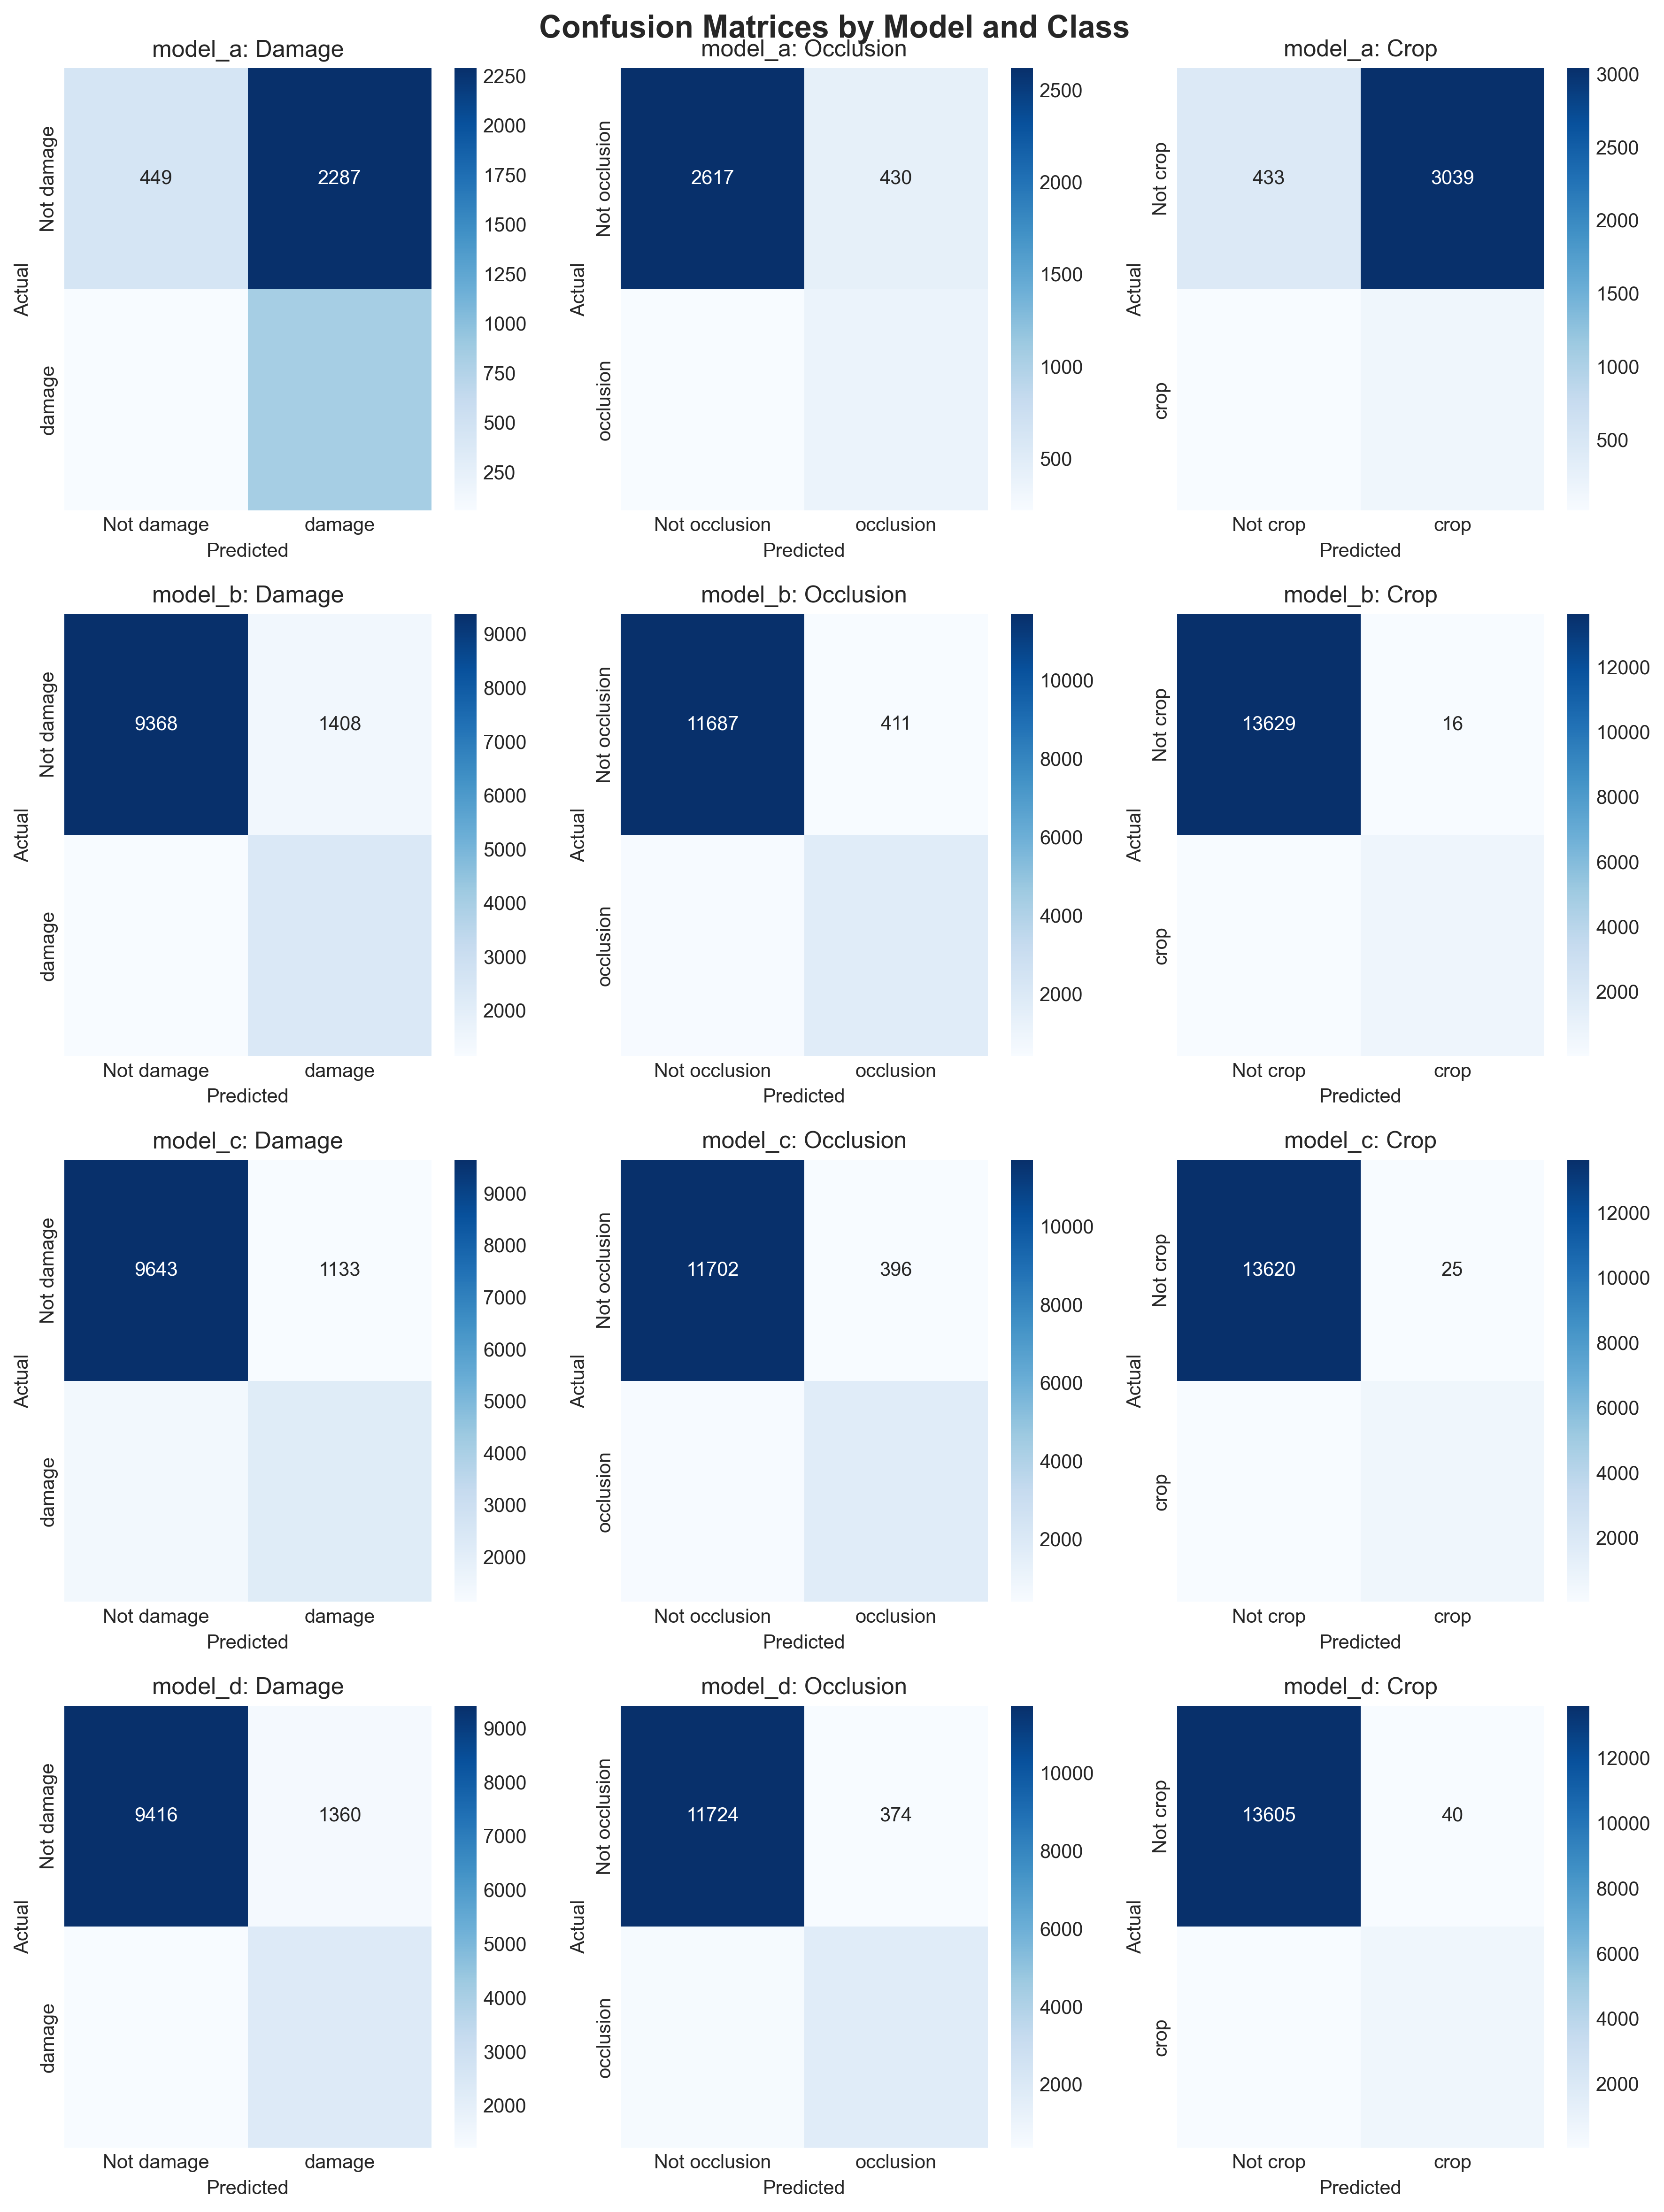 Confusion Matrices by Model and Class
model_a: Damage
Not damage
damage
Actual
449
2287
Not damage
damage
Predicted
2250
2000
1750
1500
1250
1000
750
500
250
model_a: Occlusion
Not occlusion
occlusion
Actual
2617
430
Not occlusion
occlusion
Predicted
2500
2000
1500
1000
500
model_a: Crop
Not crop
crop
Actual
433
3039
Not crop
crop
Predicted
3000
2500
2000
1500
1000
500
model_b: Damage
Not damage
damage
Actual
9368
1408
Not damage
damage
Predicted
9000
8000
7000
6000
5000
4000
3000
2000
model_b: Occlusion
Not occlusion
occlusion
Actual
11687
411
Not occlusion
occlusion
Predicted
10000
8000
6000
4000
2000
model_b: Crop
Not crop
crop
Actual
13629
16
Not crop
crop
Predicted
12000
10000
8000
6000
4000
2000
model_c: Damage
Not damage
damage
Actual
9643
1133
Not damage
damage
Predicted
9000
8000
7000
6000
5000
4000
3000
2000
model_c: Occlusion
Not occlusion
occlusion
Actual
11702
396
Not occlusion
occlusion
Predicted
10000
8000
6000
4000
2000
model_c: Crop
Not crop
crop
Actual
13620
25
Not crop
crop
Predicted
12000
10000
8000
6000
4000
2000
model_d: Damage
Not damage
damage
Actual
9416
1360
Not damage
damage
Predicted
9000
8000
7000
6000
5000
4000
3000
2000
model_d: Occlusion
Not occlusion
occlusion
Actual
11724
374
Not occlusion
occlusion
Predicted
10000
8000
6000
4000
2000
model_d: Crop
Not crop
crop
Actual
13605
40
Not crop
crop
Predicted
12000
10000
8000
6000
4000
2000